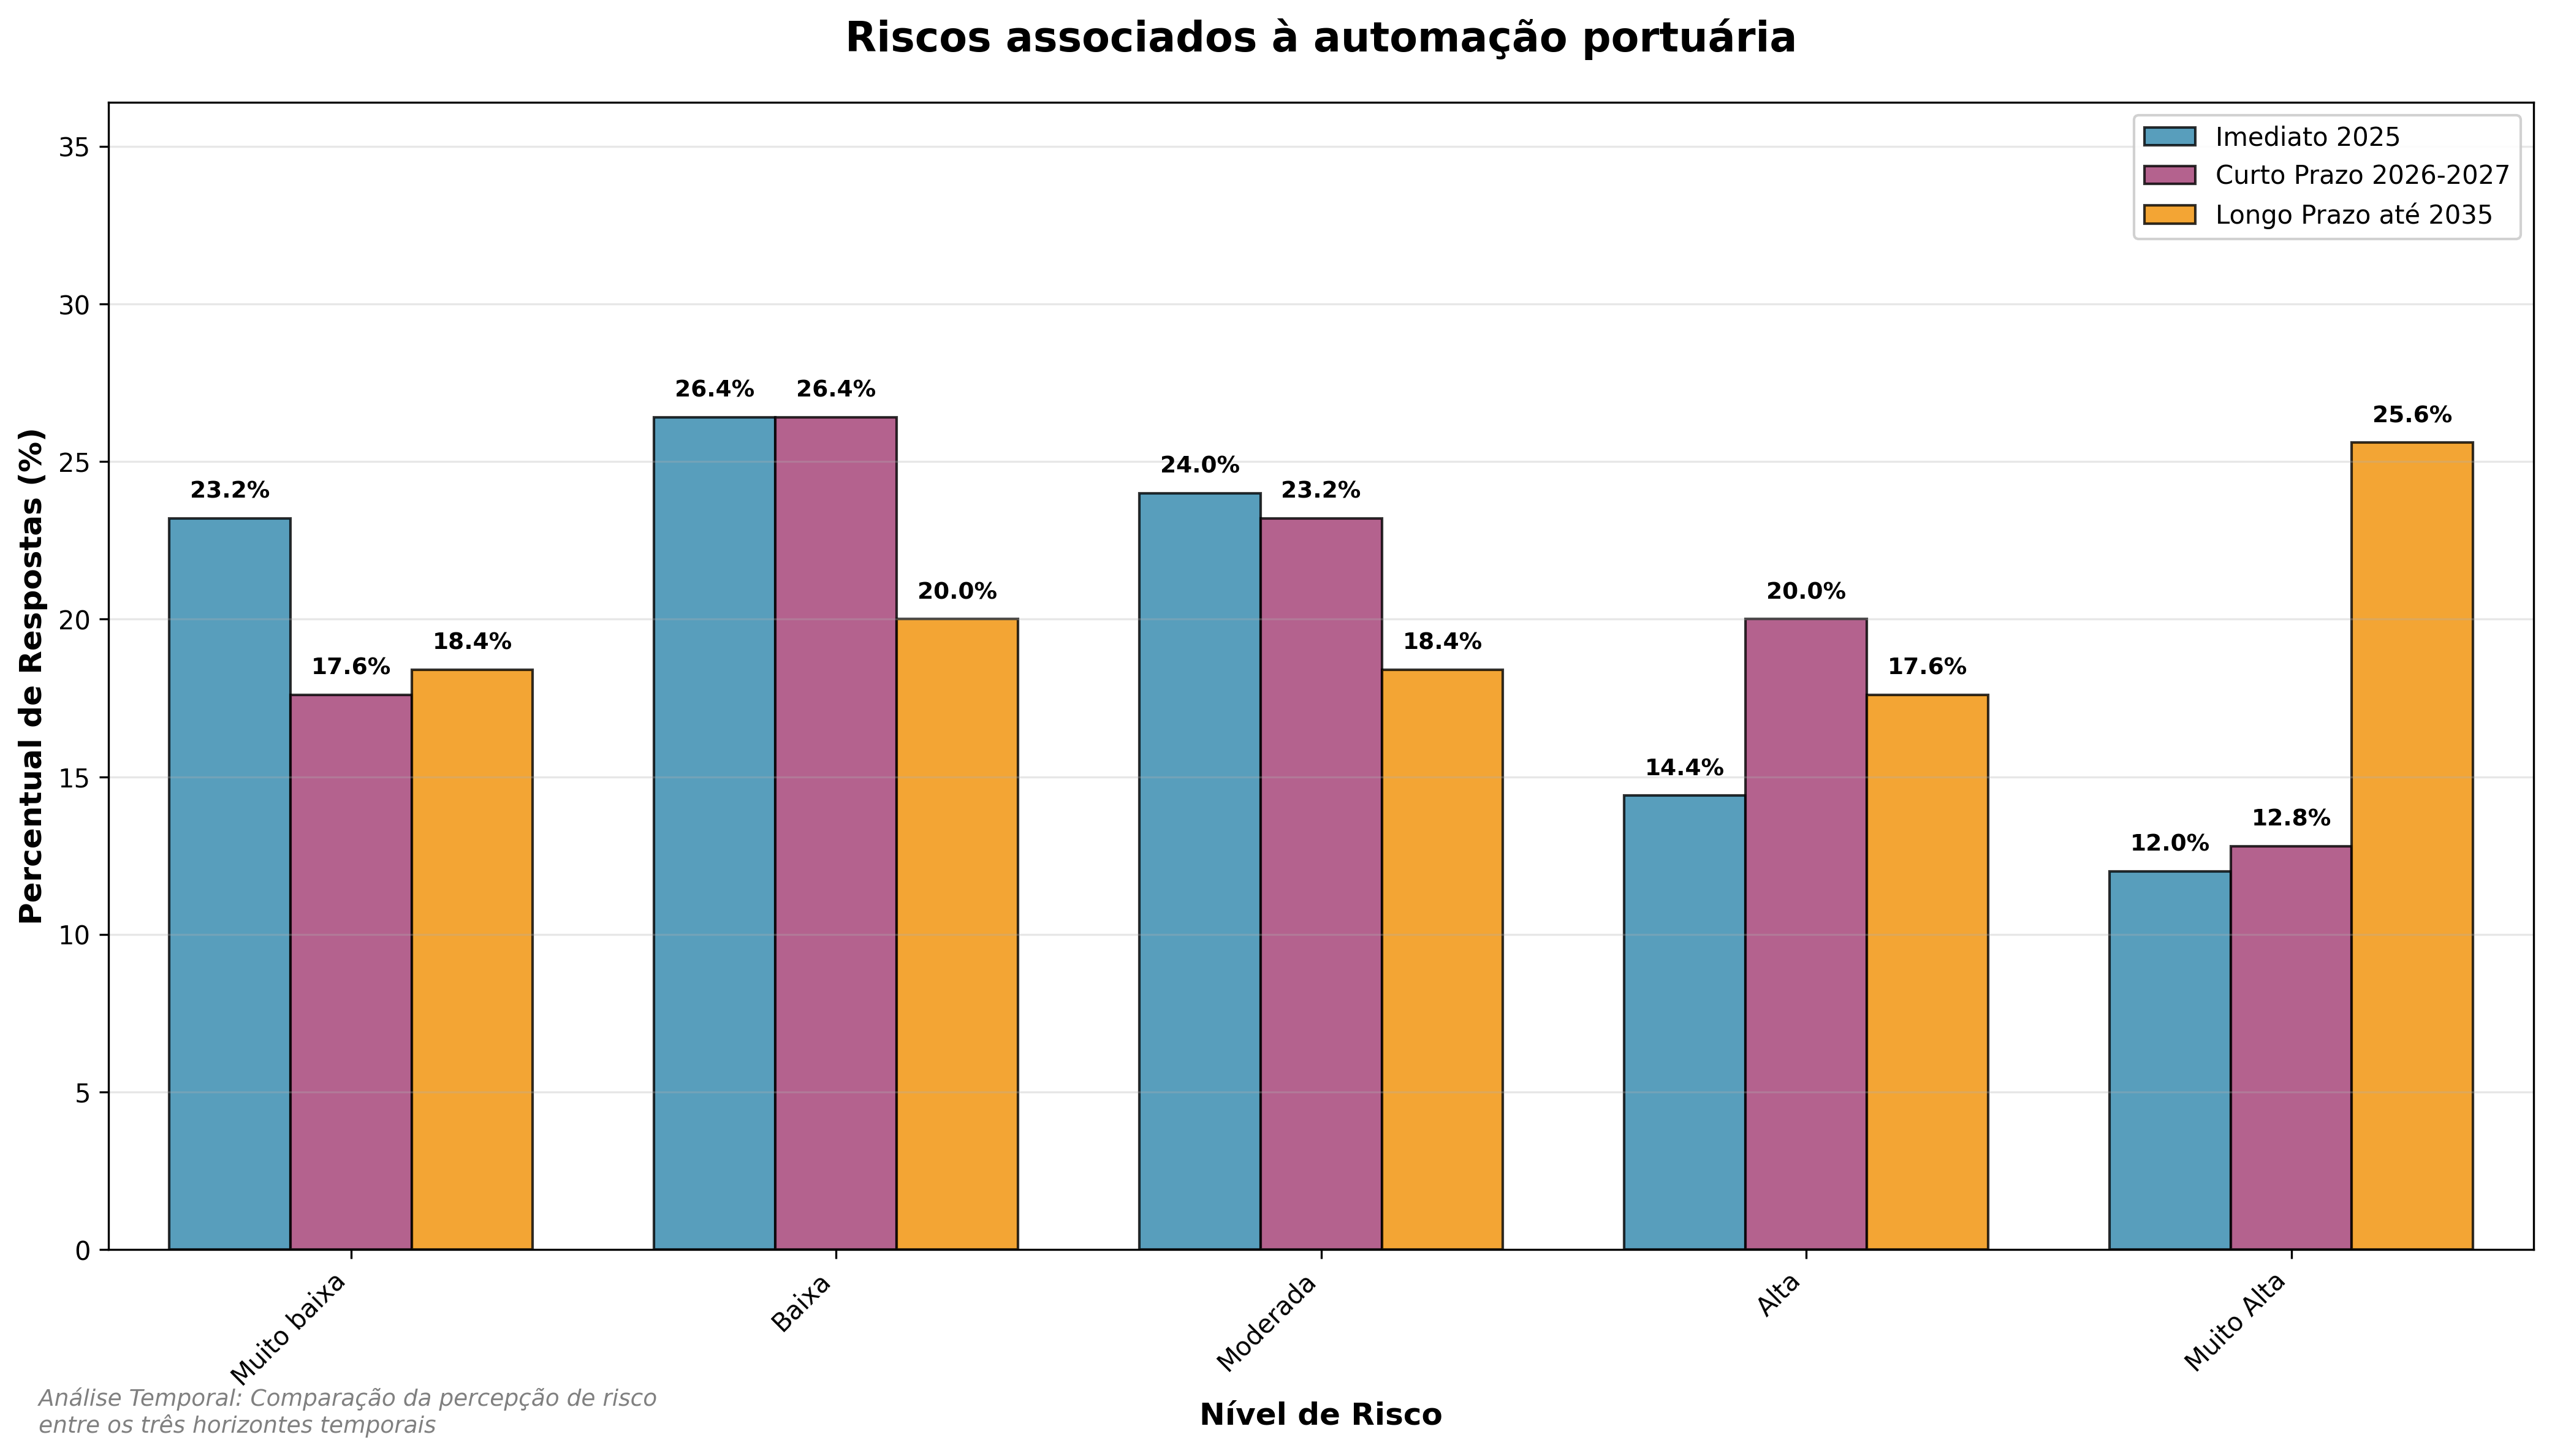 Riscos associados à automação portuária
Imediato 2025
Curto Prazo 2026-2027
Longo Prazo até 2035
Percentual de Respostas (%)
35
30
25
20
15
10
5
0
23.2%
17.6%
18.4%
26.4%
26.4%
20.0%
24.0%
23.2%
18.4%
14.4%
20.0%
17.6%
12.0%
12.8%
25.6%
Muito baixa
Baixa
Moderada
Alta
Muito Alta
Nível de Risco
Análise Temporal: Comparação da percepção de risco
entre os três horizontes temporais